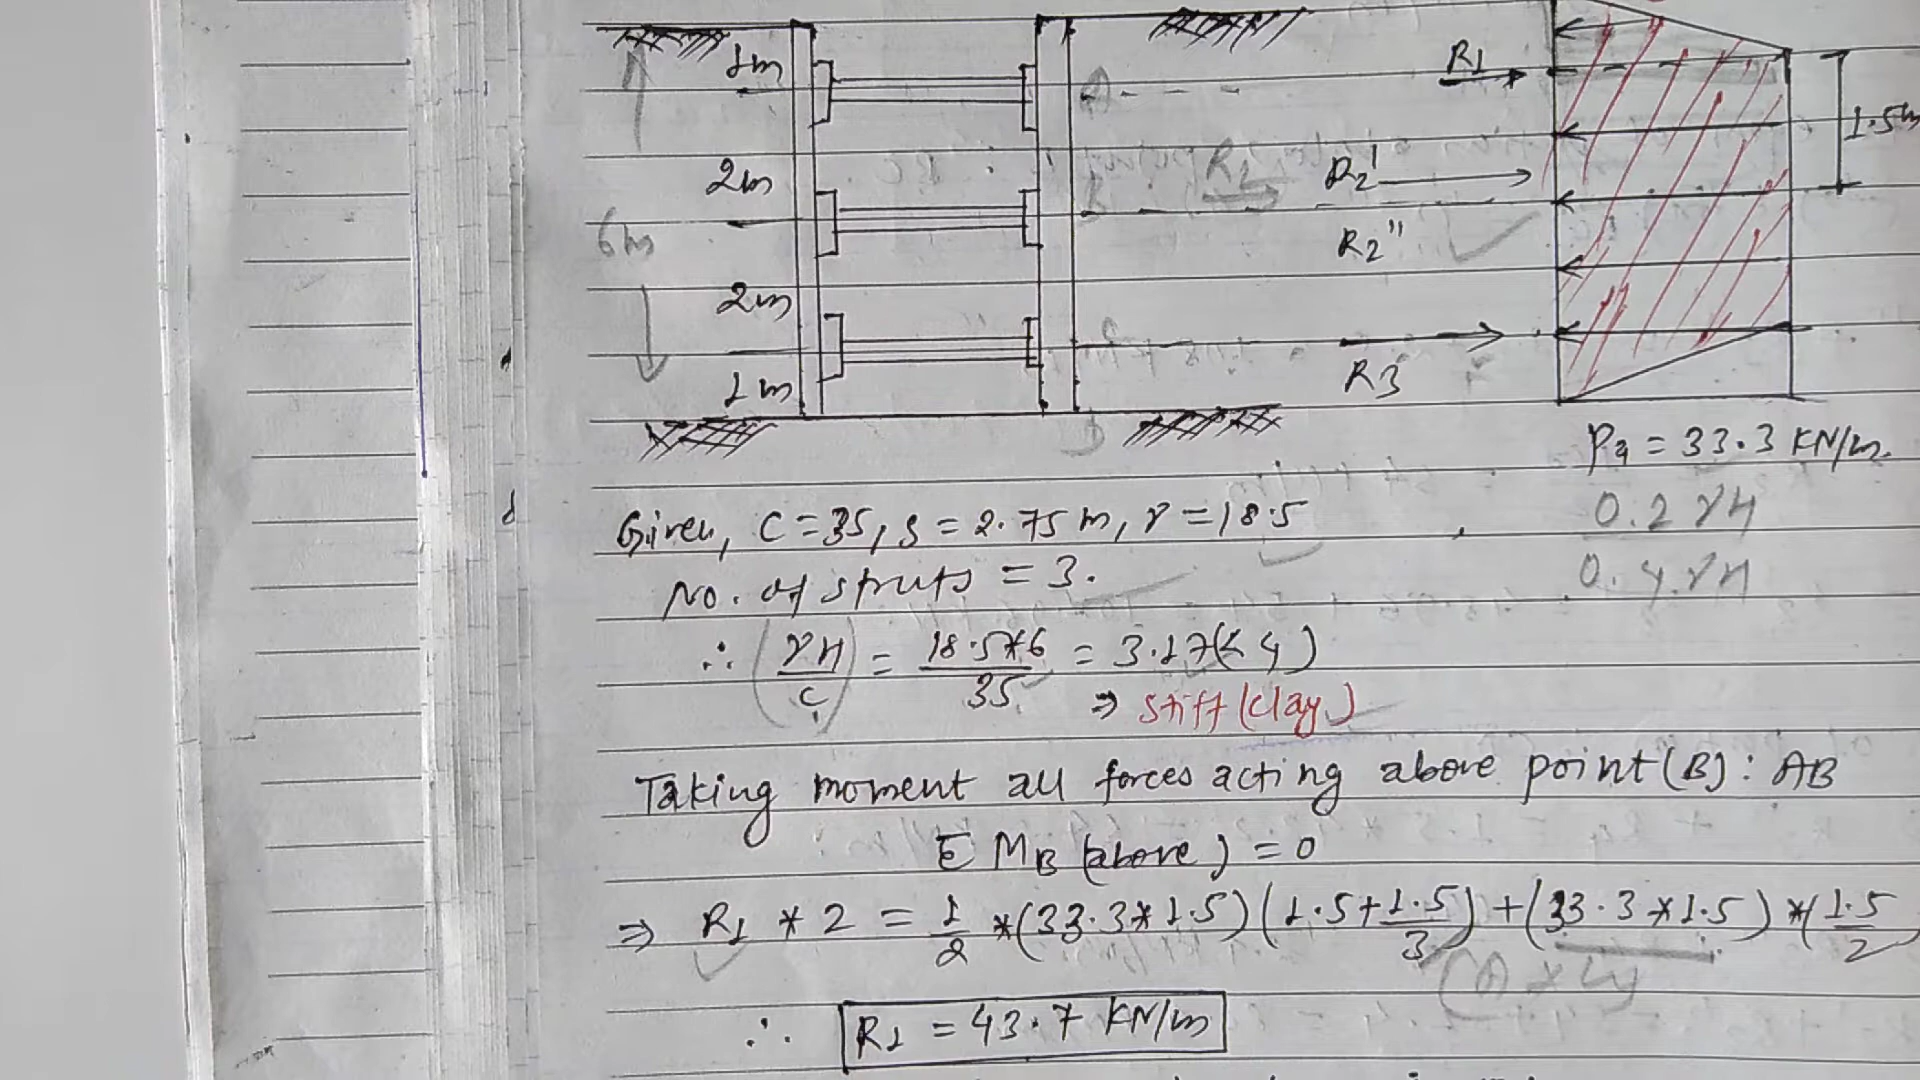 1m
A
R1
1.5m
2m
R2
R2'
B
R2"
6m
2m
R3
1m
Pa = 33.3 KN/m.
Given, C = 35, s = 2.75 m, γ = 18.5
0.2 γH
No. of struts = 3.
0.4 γH
∴ (γH/C) = 18.5*6/35 = 3.17 (< 4)
⇒ stiff (clay)
Taking moment all forces acting above point (B): AB
Σ MB (above) = 0
⇒ R1 * 2 = 1/2 * (33.3 * 1.5) (1.5 + 1.5/3) + (33.3 * 1.5) * (1.5/2
∴ R1 = 43.7 KN/m